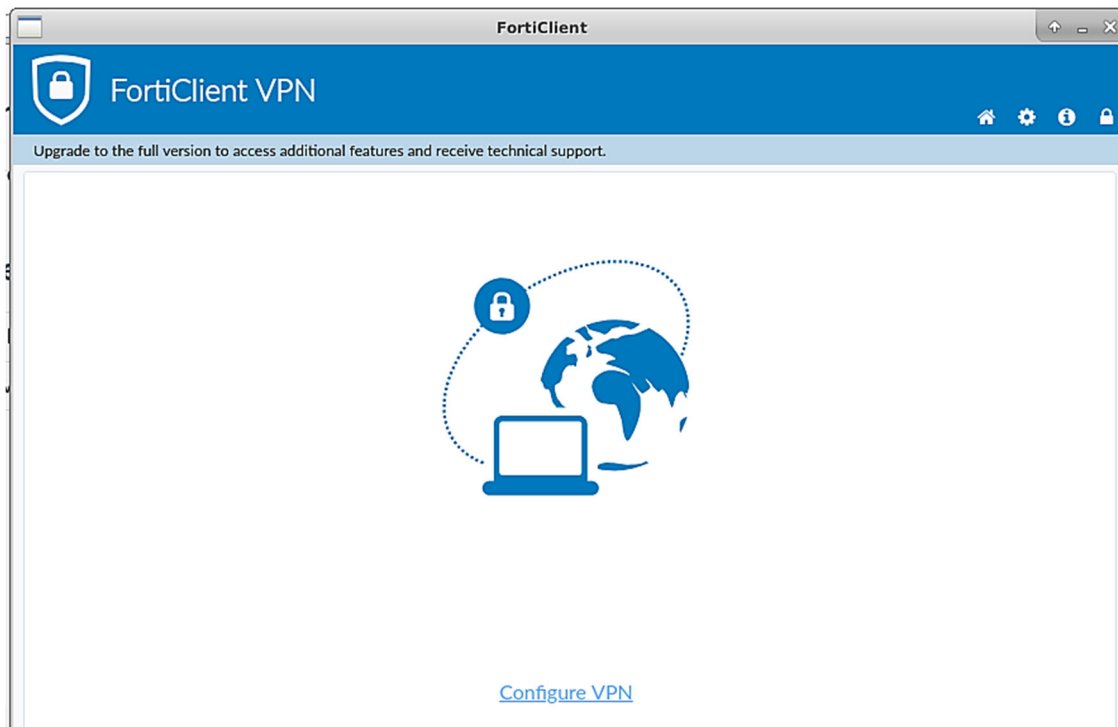 FortiClient
FortiClient VPN
Upgrade to the full version to access additional features and receive technical support.
Configure VPN